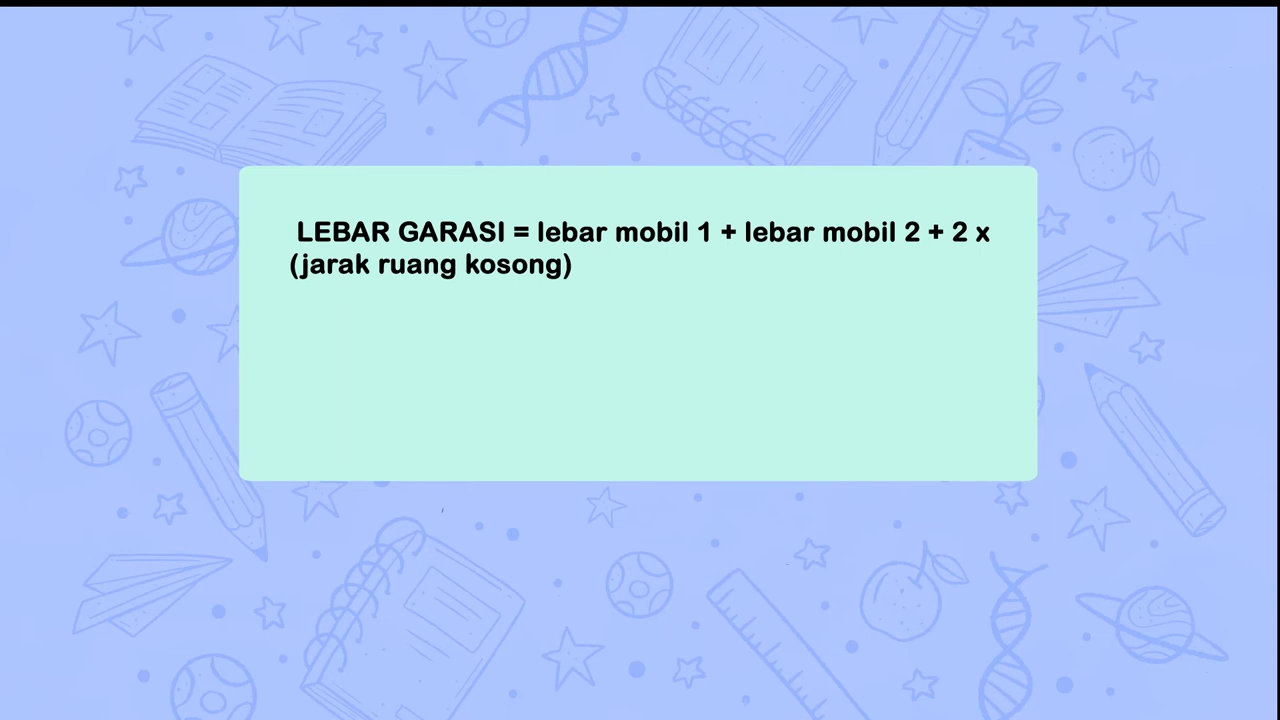 LEBAR GARASI = lebar mobil 1 + lebar mobil 2 + 2 x
(jarak ruang kosong)